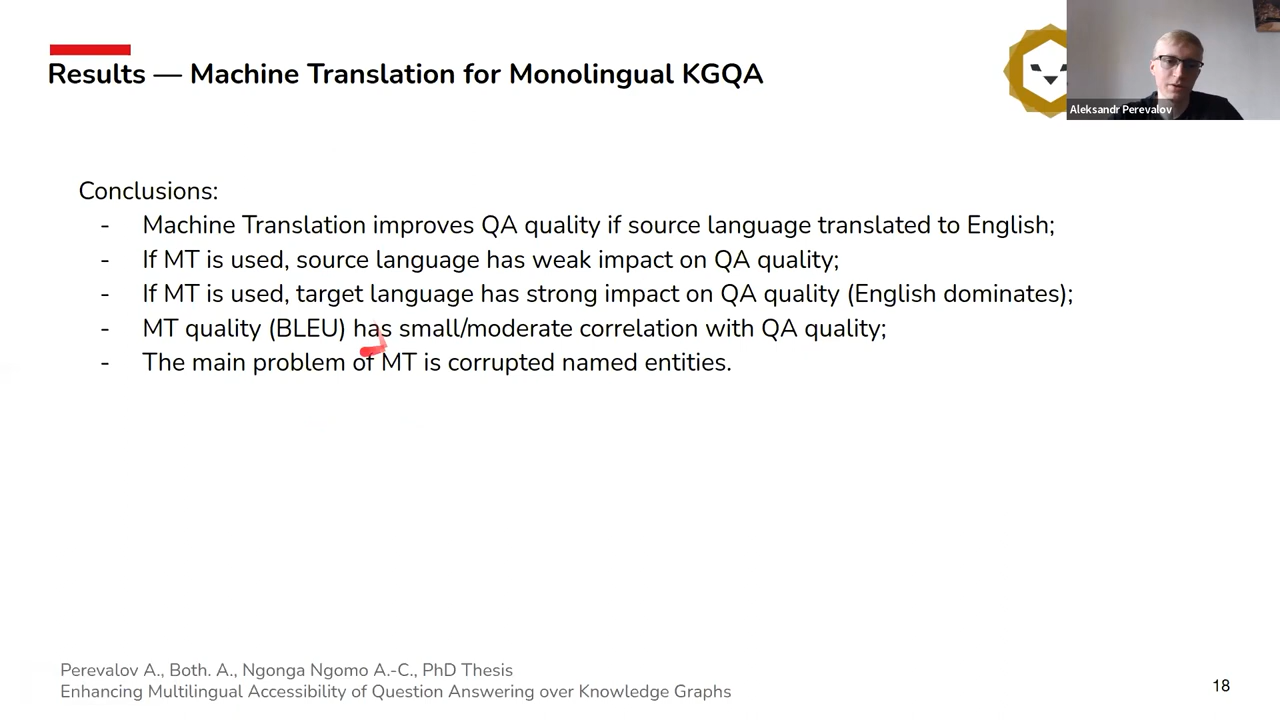 Results — Machine Translation for Monolingual KGQA
Aleksandr Perevalov
Conclusions:
- Machine Translation improves QA quality if source language translated to English;
- If MT is used, source language has weak impact on QA quality;
- If MT is used, target language has strong impact on QA quality (English dominates);
- MT quality (BLEU) has small/moderate correlation with QA quality;
- The main problem of MT is corrupted named entities.
Perevalov A., Both. A., Ngonga Ngomo A.-C., PhD Thesis
Enhancing Multilingual Accessibility of Question Answering over Knowledge Graphs
18